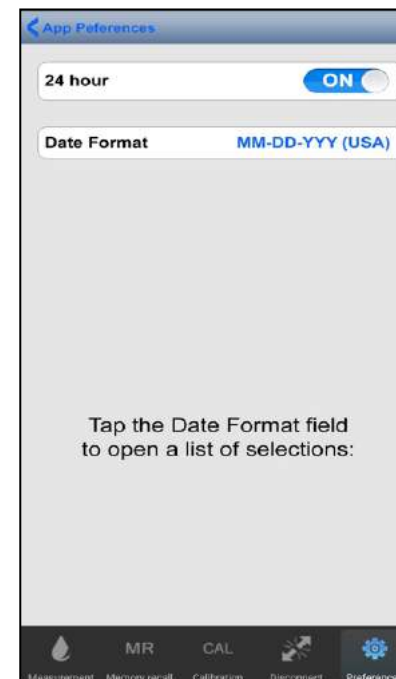 App Peferences
24 hour
ON
Date Format
MM-DD-YYY (USA)
Tap the Date Format field
to open a list of selections:
MR
CAL
Measurement
Memory recall
Calibration
Disconnect
Preference